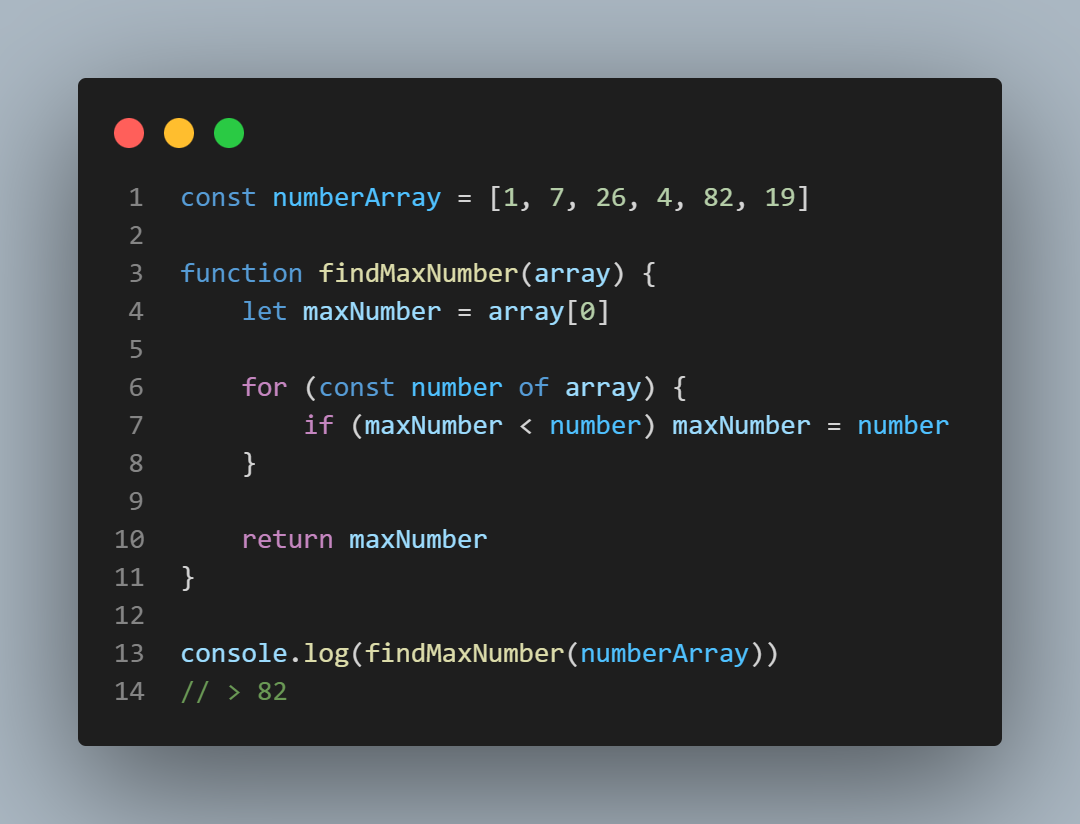 1 const numberArray = [1, 7, 26, 4, 82, 19]
2
3 function findMaxNumber(array) {
4     let maxNumber = array[0]
5
6     for (const number of array) {
7         if (maxNumber < number) maxNumber = number
8     }
9
10     return maxNumber
11 }
12
13 console.log(findMaxNumber(numberArray))
14 // > 82